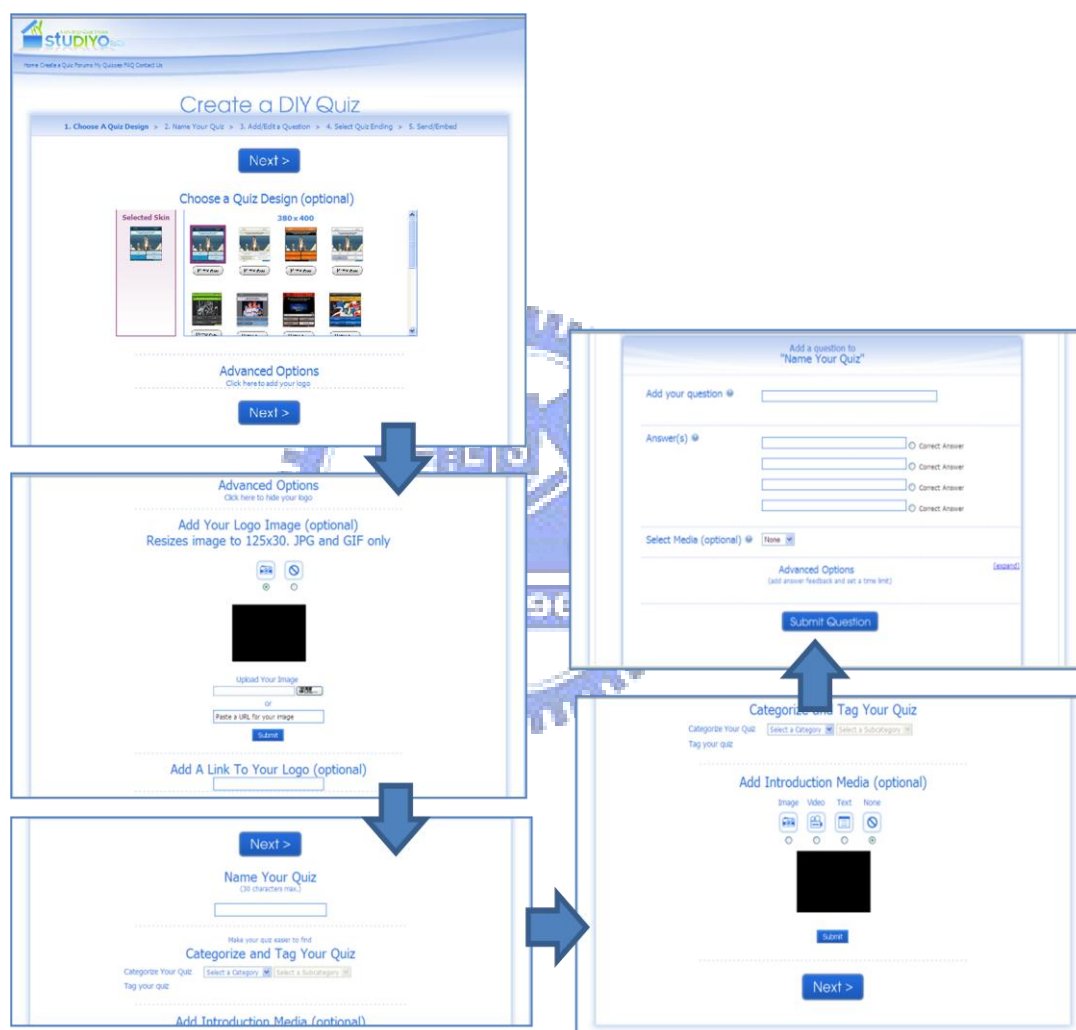 STUDIYO
Home Create a Quiz Forums My Quizzes FAQ Contact Us
Create a DIY Quiz
1. Choose A Quiz Design > 2. Name Your Quiz > 3. Add/Edit a Question > 4. Select Quiz Ending > 5. Send/Embed
Next >
Choose a Quiz Design (optional)
Selected Skin
380 x 400
Advanced Options
Click here to add your logo
Next >
Advanced Options
Click here to hide your logo
Add Your Logo Image (optional)
Resizes image to 125x30. JPG and GIF only
Upload Your Image
or
Paste a URL for your image
Submit
Add A Link To Your Logo (optional)
Next >
Name Your Quiz
(30 characters max.)
Make your quiz easier to find
Categorize and Tag Your Quiz
Categorize Your Quiz Select a Category Select a Subcategory
Tag your quiz
Add Introduction Media (optional)
Categorize and Tag Your Quiz
Categorize Your Quiz Select a Category Select a Subcategory
Tag your quiz
Add Introduction Media (optional)
Image Video Text None
Submit
Next >
Add a question to
"Name Your Quiz"
Add your question
Answer(s)
Correct Answer
Correct Answer
Correct Answer
Correct Answer
Select Media (optional) None
Advanced Options
[expand]
(add answer feedback and set a time limit)
Submit Question